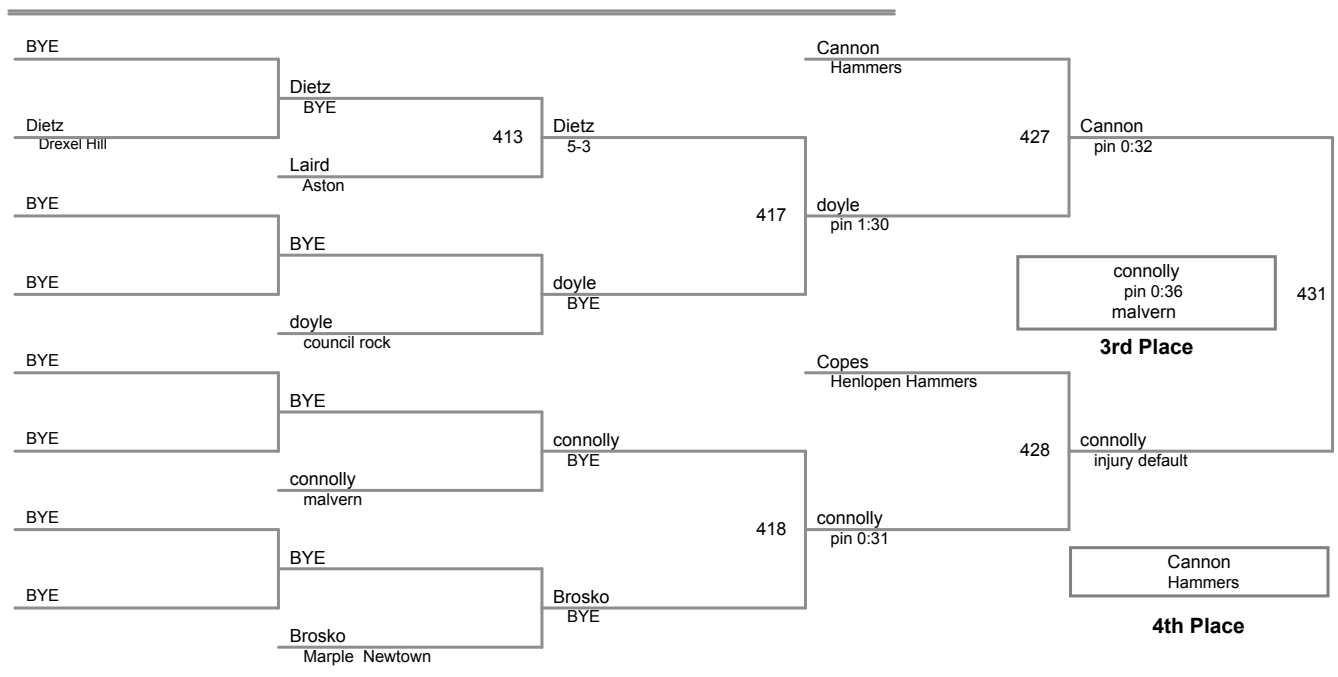 BYE
Dietz
Drexel Hill
BYE
BYE
BYE
BYE
BYE
BYE
Dietz
BYE
413
Laird
Aston
BYE
doyle
council rock
BYE
connolly
malvern
BYE
Brosko
Marple Newtown
Dietz
5-3
417
doyle
BYE
connolly
BYE
418
Brosko
BYE
Cannon
Hammers
427
doyle
pin 1:30
Copes
Henlopen Hammers
428
connolly
pin 0:31
Cannon
pin 0:32
connolly
pin 0:36
malvern
431
3rd Place
connolly
injury default
Cannon
Hammers
4th Place